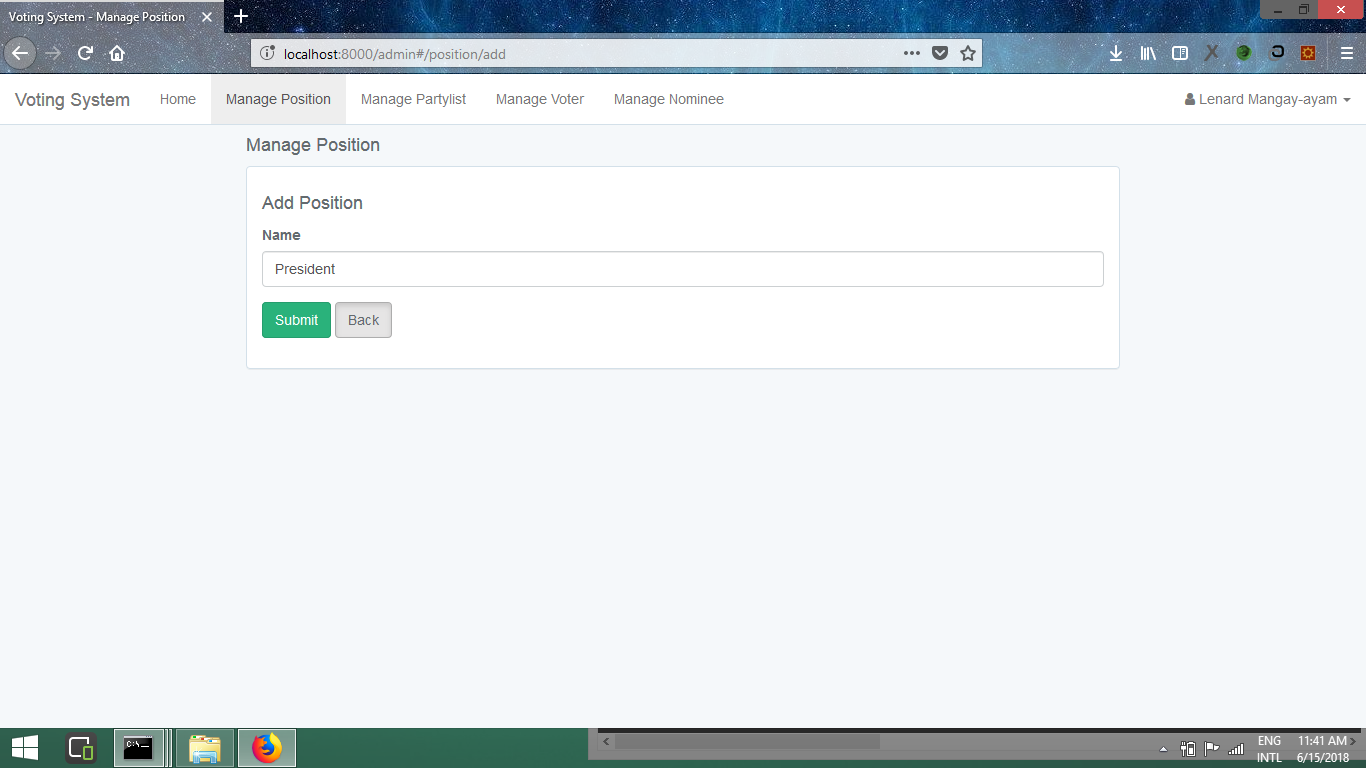 Voting System - Manage Position
localhost:8000/admin#/position/add
Voting System Home Manage Position Manage Partylist Manage Voter Manage Nominee Lenard Mangay-ayam
Manage Position
Add Position
Name
President
Submit Back
ENG 11:41 AM
INTL 6/15/2018